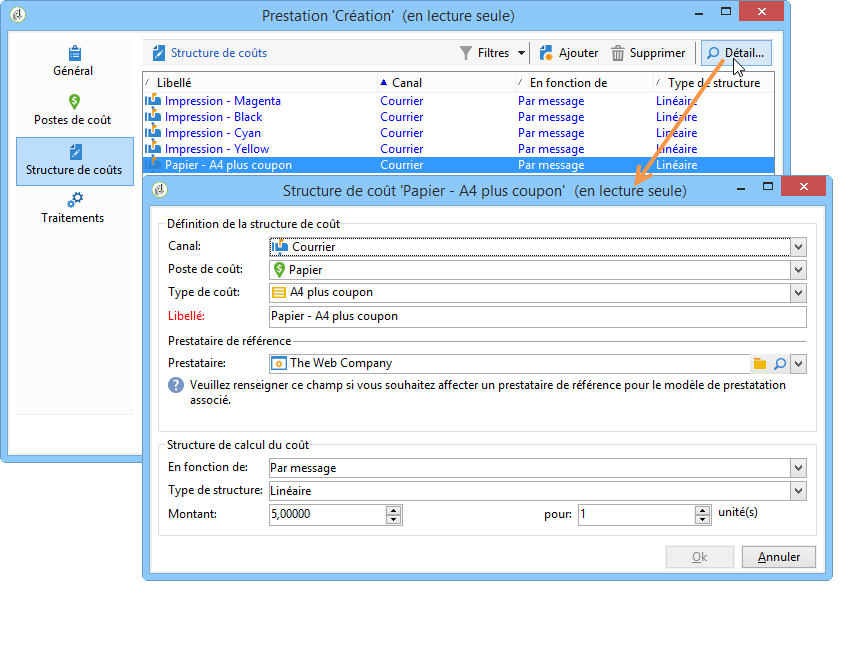 Prestation 'Création' (en lecture seule)
Général
Postes de coût
Structure de coûts
Traitements
Structure de coûts
Filtres
Ajouter
Supprimer
Détail...
Libellé Canal En fonction de Type de structure
Impression - Magenta Courrier Par message Linéaire
Impression - Black Courrier Par message Linéaire
Impression - Cyan Courrier Par message Linéaire
Impression - Yellow Courrier Par message Linéaire
Papier - A4 plus coupon Courrier Par message Linéaire
Structure de coût 'Papier - A4 plus coupon' (en lecture seule)
Définition de la structure de coût
Canal: Courrier
Poste de coût: Papier
Type de coût: A4 plus coupon
Libellé: Papier - A4 plus coupon
Prestataire de référence
Prestataire: The Web Company
Veuillez renseigner ce champ si vous souhaitez affecter un prestataire de référence pour le modèle de prestatation
associé.
Structure de calcul du coût
En fonction de: Par message
Type de structure: Linéaire
Montant: 5,00000 pour: 1 unité(s)
Ok Annuler